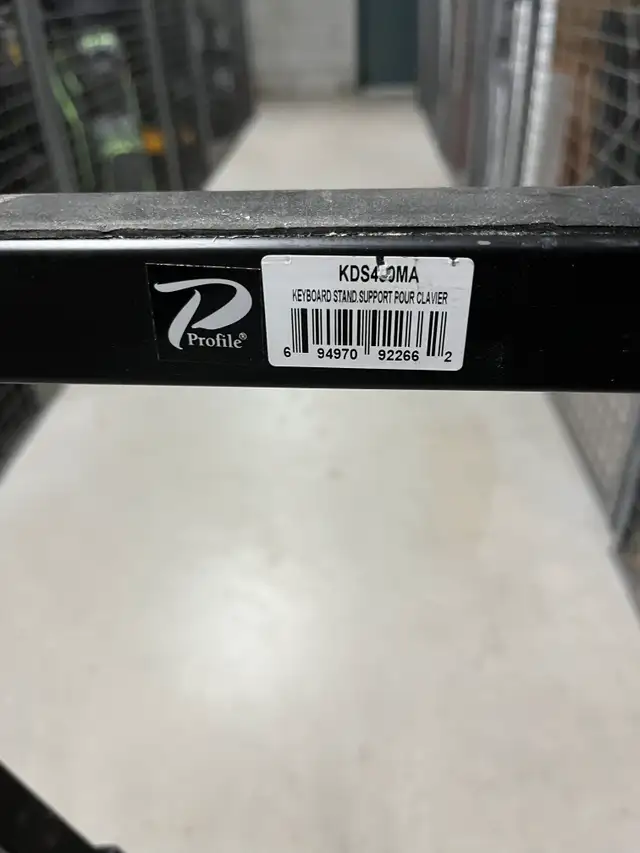 Profile®
KEYBOARD STAND.SUPPORT POUR CLAVIER
6 94970 92266 2